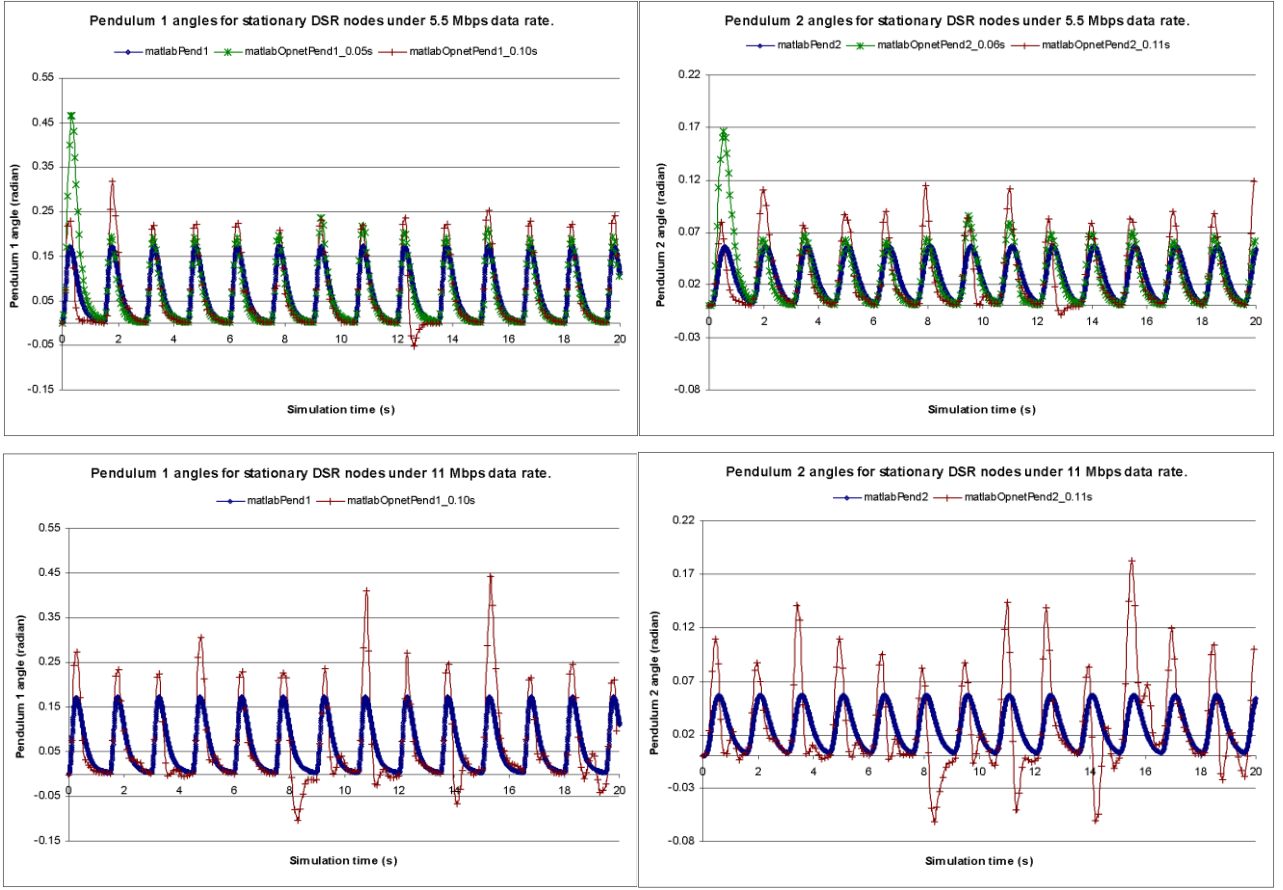 Pendulum 1 angles for stationary DSR nodes under 5.5 Mbps data rate.
matlabPend1 matlabOpnetPend1_0.05s matlabOpnetPend1_0.10s
Pendulum 1 angle (radian)
0.55
0.45
0.35
0.25
0.15
0.05
-0.05
-0.15
0 2 4 6 8 10 12 14 16 18 20
Simulation time (s)
Pendulum 2 angles for stationary DSR nodes under 5.5 Mbps data rate.
matlabPend2 matlabOpnetPend2_0.06s matlabOpnetPend2_0.11s
Pendulum 2 angle (radian)
0.22
0.17
0.12
0.07
0.02
-0.03
-0.08
0 2 4 6 8 10 12 14 16 18 20
Simulation time (s)
Pendulum 1 angles for stationary DSR nodes under 11 Mbps data rate.
matlabPend1 matlabOpnetPend1_0.10s
Pendulum 1 angle (radian)
0.55
0.45
0.35
0.25
0.15
0.05
-0.05
-0.15
0 2 4 6 8 10 12 14 16 18 20
Simulation time (s)
Pendulum 2 angles for stationary DSR nodes under 11 Mbps data rate.
matlabPend2 matlabOpnetPend2_0.11s
Pendulum 2 angle (radian)
0.22
0.17
0.12
0.07
0.02
-0.03
-0.08
0 2 4 6 8 10 12 14 16 18 20
Simulation time (s)